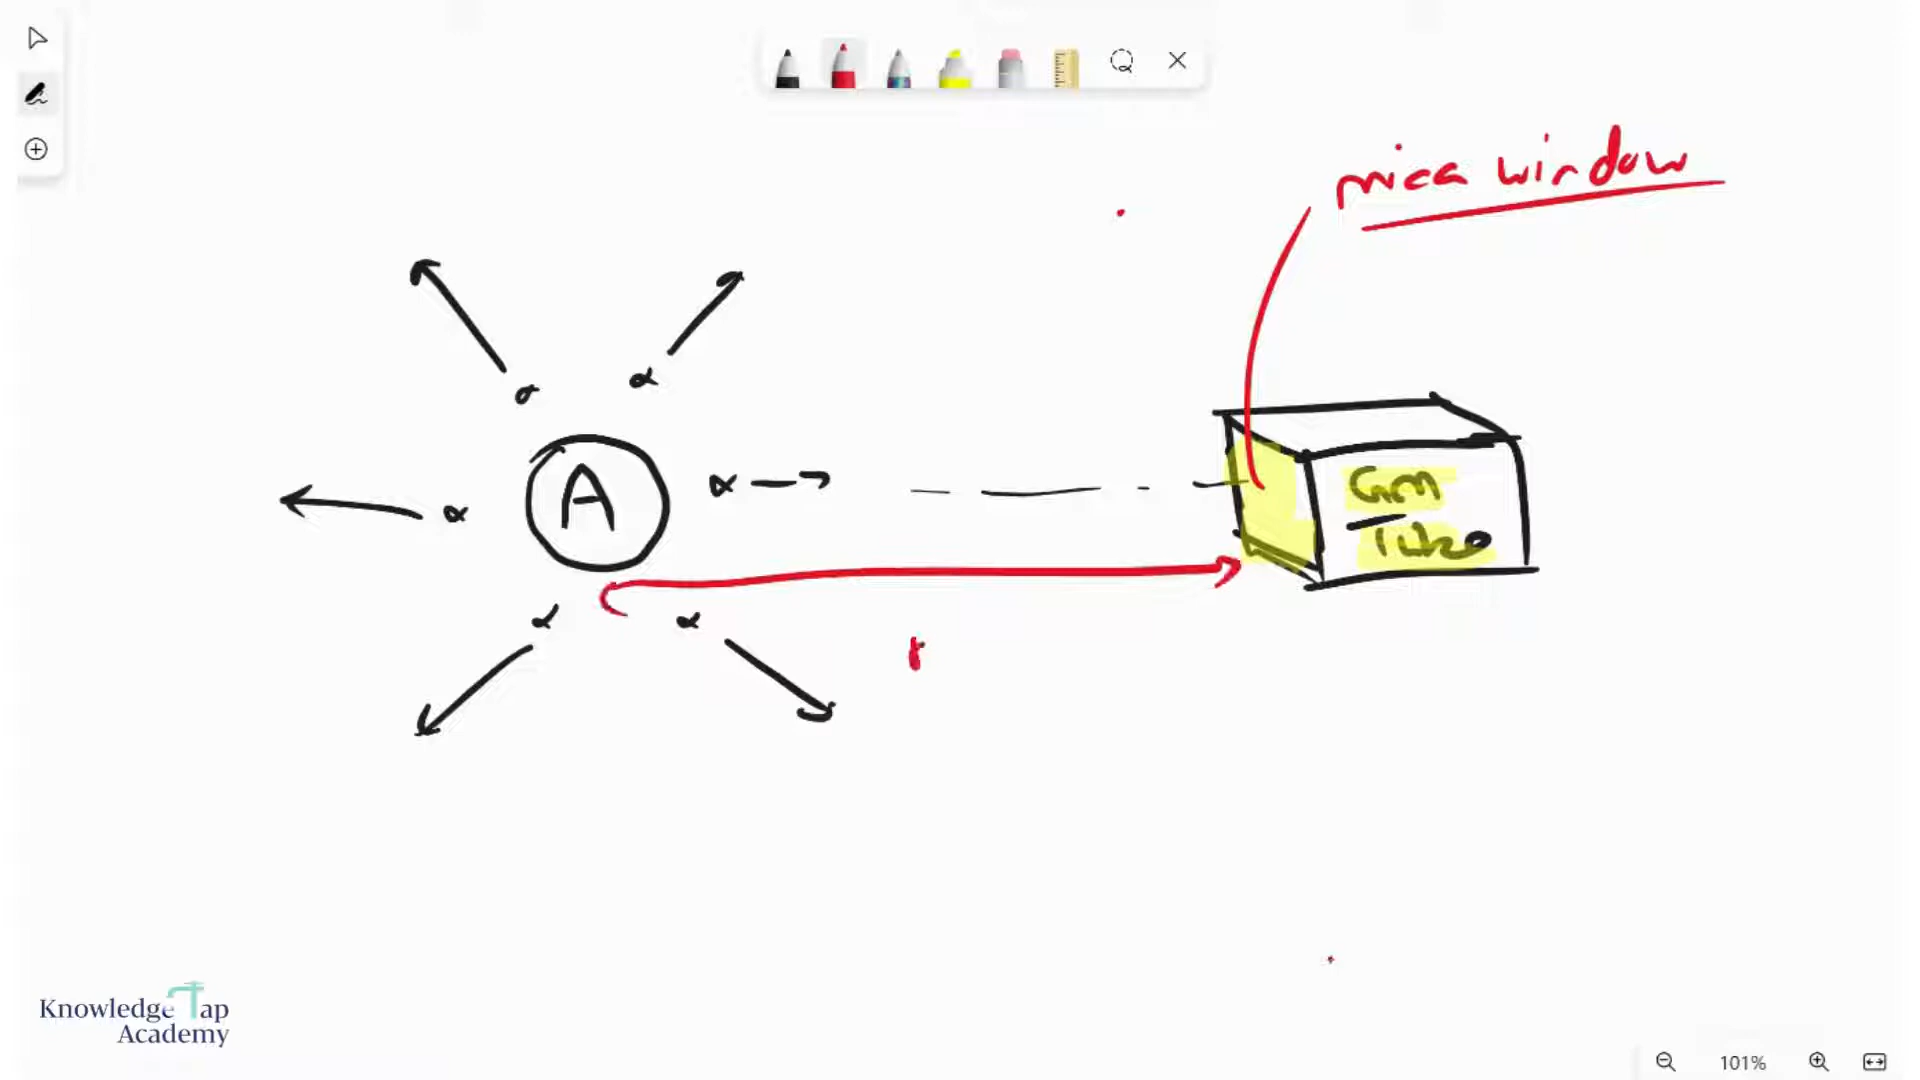 mica window
α
α
α
A
α
Gm
Tube
α
α
r
Knowledge Tap
Academy
101%